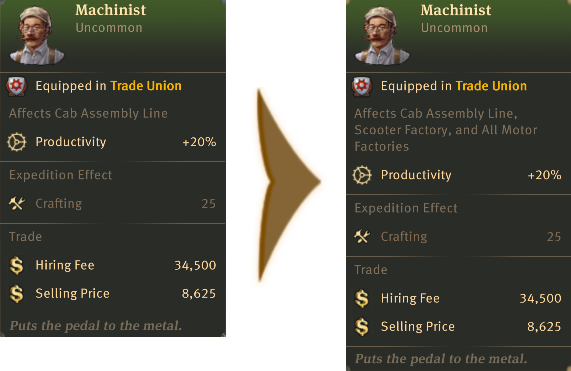 Machinist
Uncommon
Equipped in Trade Union
Affects Cab Assembly Line
Productivity +20%
Expedition Effect
Crafting 25
Trade
Hiring Fee 34,500
Selling Price 8,625
Puts the pedal to the metal.
Machinist
Uncommon
Equipped in Trade Union
Affects Cab Assembly Line,
Scooter Factory, and All Motor
Factories
Productivity +20%
Expedition Effect
Crafting 25
Trade
Hiring Fee 34,500
Selling Price 8,625
Puts the pedal to the metal.